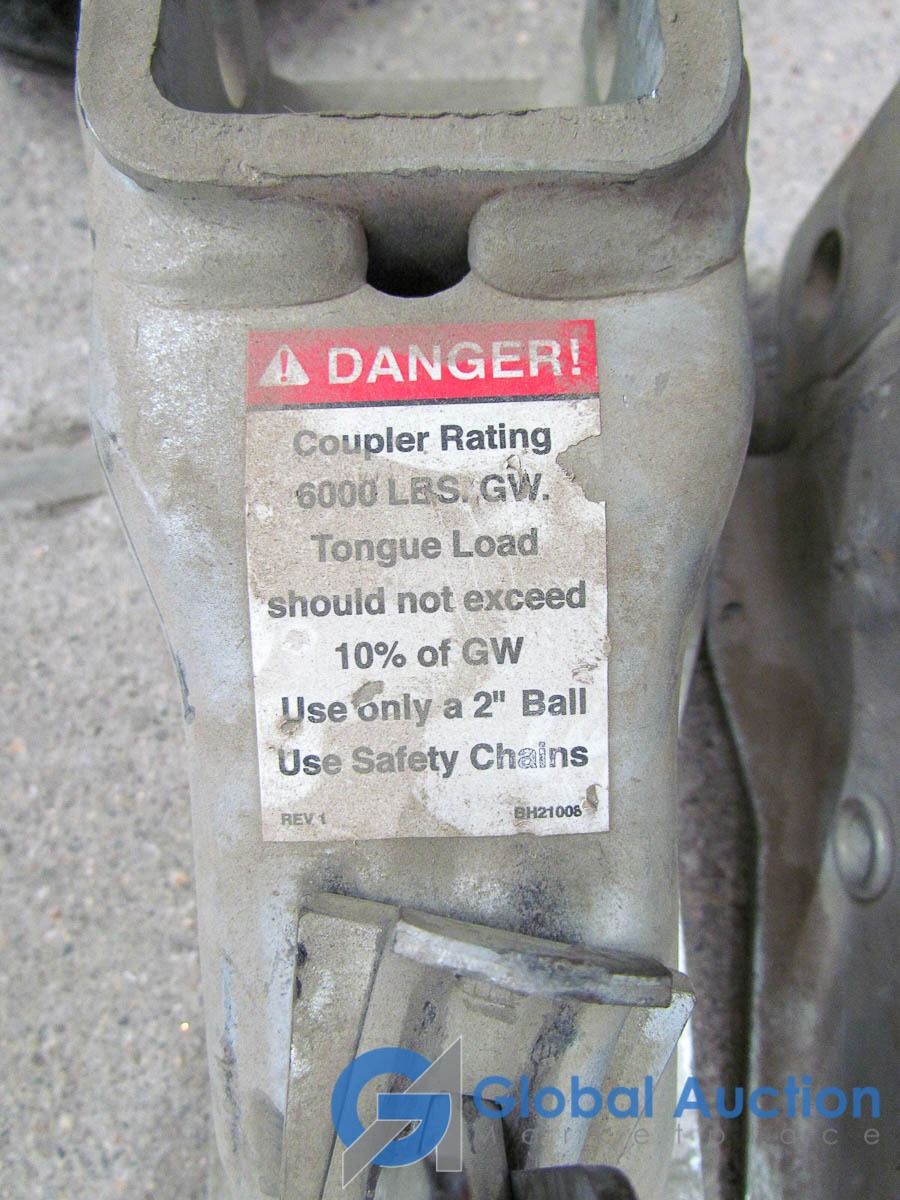 DANGER!
Coupler Rating
6000 LBS. GW.
Tongue Load
should not exceed
10% of GW
Use only a 2" Ball
Use Safety Chains
REV 1 BH21008
Global Auction
Marketplace